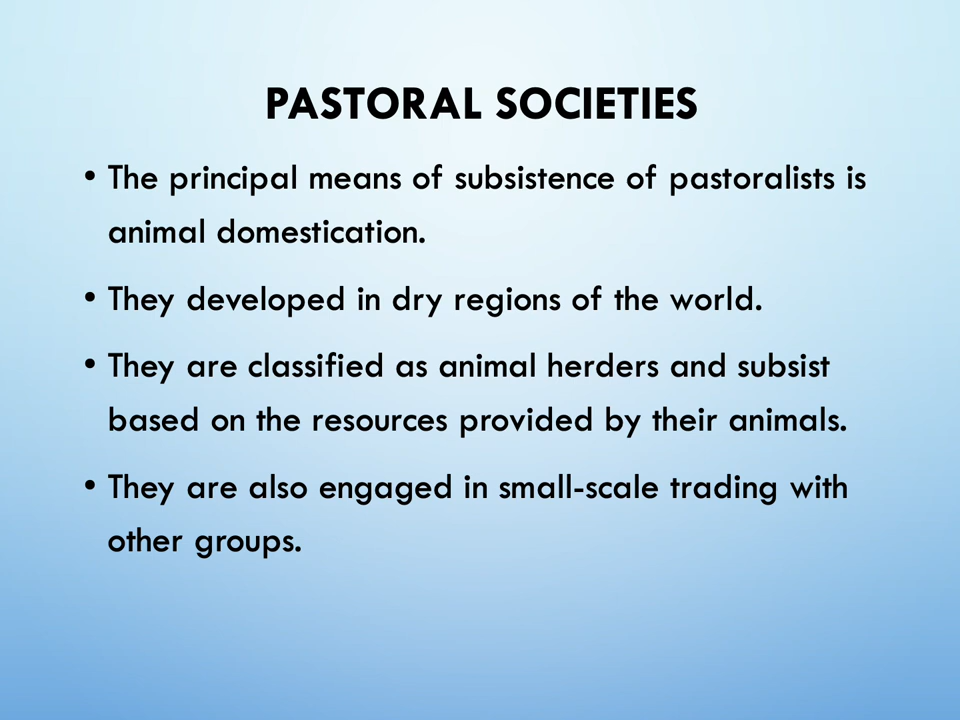 PASTORAL SOCIETIES
• The principal means of subsistence of pastoralists is
animal domestication.
• They developed in dry regions of the world.
• They are classified as animal herders and subsist
based on the resources provided by their animals.
• They are also engaged in small-scale trading with
other groups.